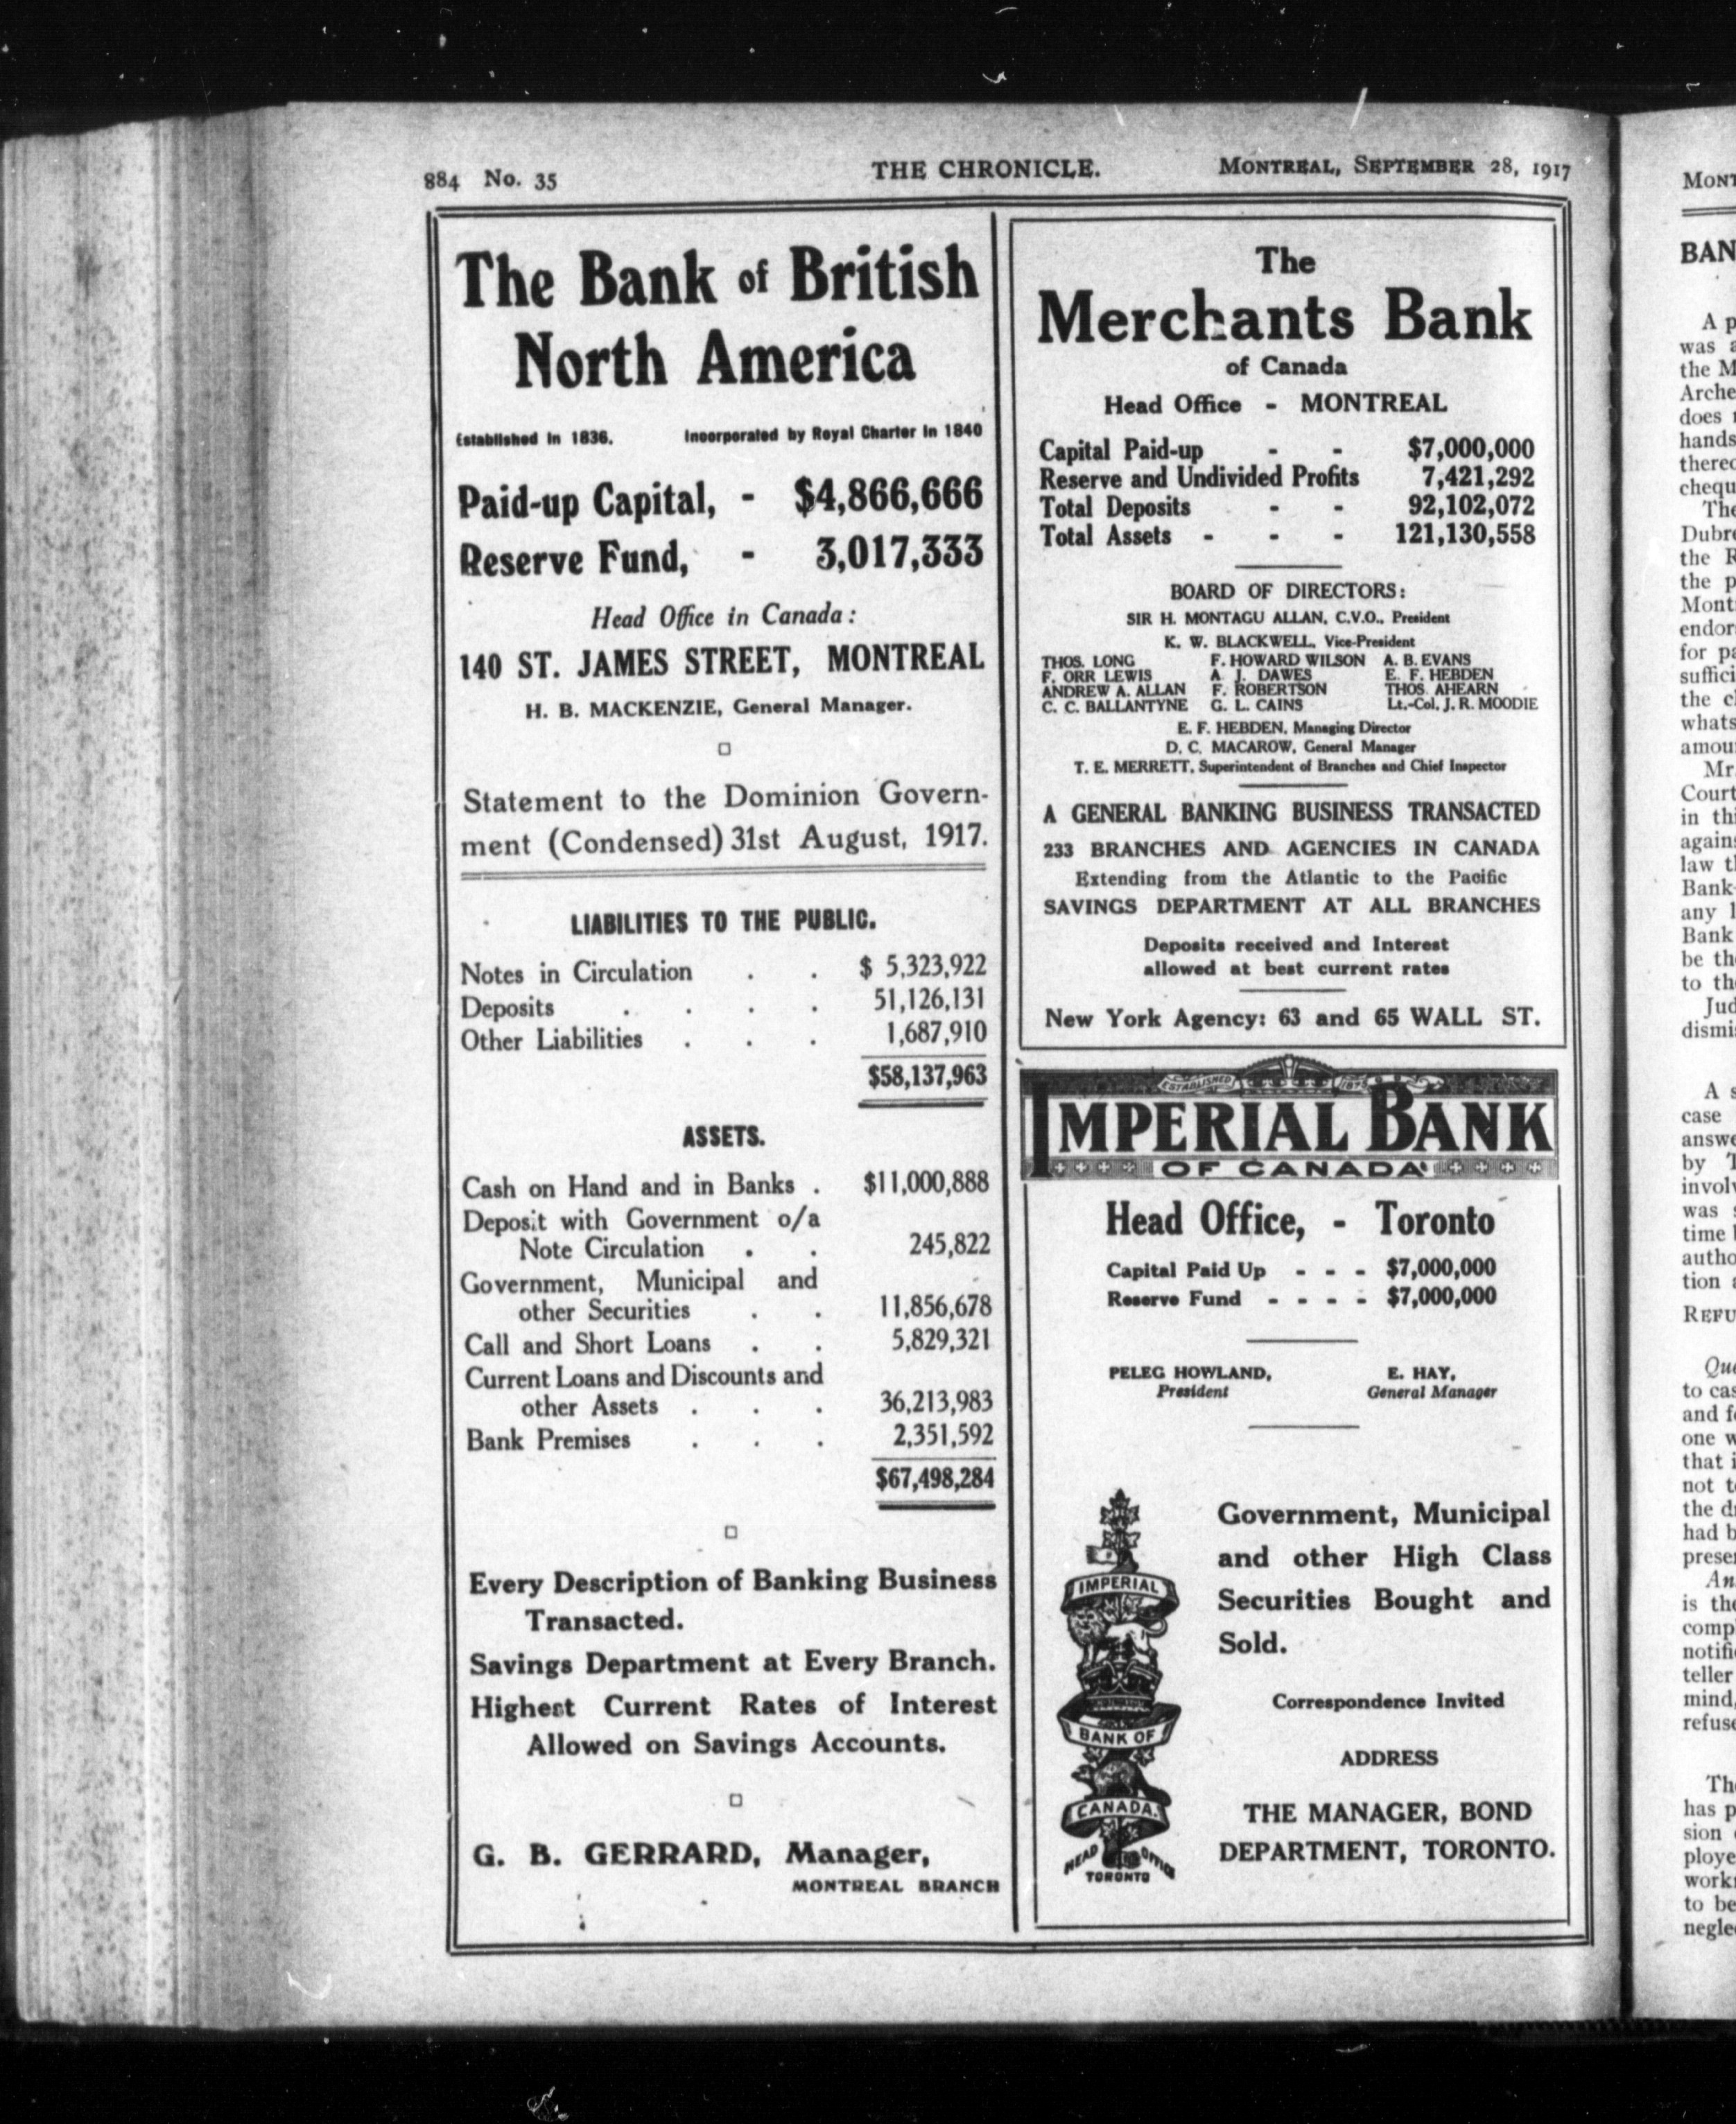 884 No. 35 THE CHRONICLE. MONTREAL, SEPTEMBER 28, 1917
The Bank of British
North America
Established in 1836. Incorporated by Royal Charter in 1840
Paid-up Capital, - $4,866,666
Reserve Fund, - 3,017,333
Head Office in Canada:
140 ST. JAMES STREET, MONTREAL
H. B. MACKENZIE, General Manager.
Statement to the Dominion Govern-
ment (Condensed) 31st August, 1917.
LIABILITIES TO THE PUBLIC.
Notes in Circulation . . $ 5,323,922
Deposits . . . . 51,126,131
Other Liabilities . . . 1,687,910
$58,137,963
ASSETS.
Cash on Hand and in Banks . $11,000,888
Deposit with Government o/a
Note Circulation . . 245,822
Government, Municipal and
other Securities . . 11,856,678
Call and Short Loans . . 5,829,321
Current Loans and Discounts and
other Assets . . . 36,213,983
Bank Premises . . . 2,351,592
$67,498,284
Every Description of Banking Business
Transacted.
Savings Department at Every Branch.
Highest Current Rates of Interest
Allowed on Savings Accounts.
G. B. GERRARD, Manager,
MONTREAL BRANCH
The
Merchants Bank
of Canada
Head Office - MONTREAL
Capital Paid-up - - $7,000,000
Reserve and Undivided Profits 7,421,292
Total Deposits - - 92,102,072
Total Assets - - - 121,130,558
BOARD OF DIRECTORS:
SIR H. MONTAGU ALLAN, C.V.O., President
K. W. BLACKWELL, Vice-President
THOS. LONG F. HOWARD WILSON A. B. EVANS
F. ORR LEWIS A. J. DAWES E. F. HEBDEN
ANDREW A. ALLAN F. ROBERTSON THOS. AHEARN
C. C. BALLANTYNE G. L. CAINS Lt.-Col. J. R. MOODIE
E. F. HEBDEN, Managing Director
D. C. MACAROW, General Manager
T. E. MERRETT, Superintendent of Branches and Chief Inspector
A GENERAL BANKING BUSINESS TRANSACTED
233 BRANCHES AND AGENCIES IN CANADA
Extending from the Atlantic to the Pacific
SAVINGS DEPARTMENT AT ALL BRANCHES
Deposits received and Interest
allowed at best current rates
New York Agency: 63 and 65 WALL ST.
ESTABLISHED 1875
IMPERIAL BANK
OF CANADA
Head Office, - Toronto
Capital Paid Up - - - $7,000,000
Reserve Fund - - - - $7,000,000
PELEG HOWLAND, E. HAY,
President General Manager
Government, Municipal
and other High Class
Securities Bought and
Sold.
Correspondence Invited
ADDRESS
THE MANAGER, BOND
DEPARTMENT, TORONTO.
IMPERIAL
BANK OF
CANADA.
HEAD OFFICE
TORONTO